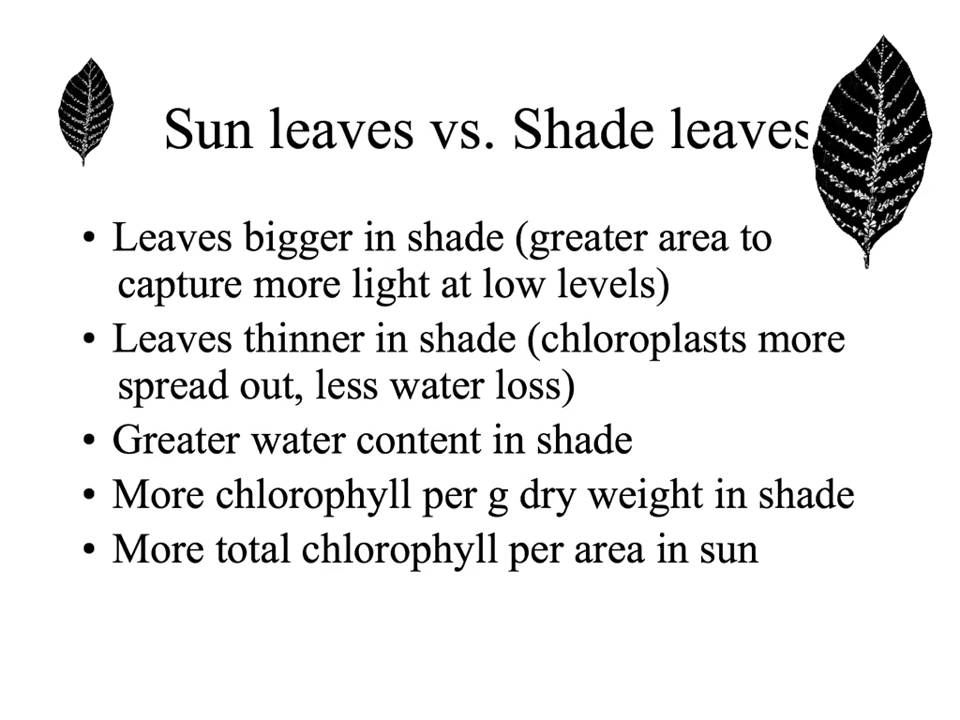 Sun leaves vs. Shade leaves
• Leaves bigger in shade (greater area to
capture more light at low levels)
• Leaves thinner in shade (chloroplasts more
spread out, less water loss)
• Greater water content in shade
• More chlorophyll per g dry weight in shade
• More total chlorophyll per area in sun